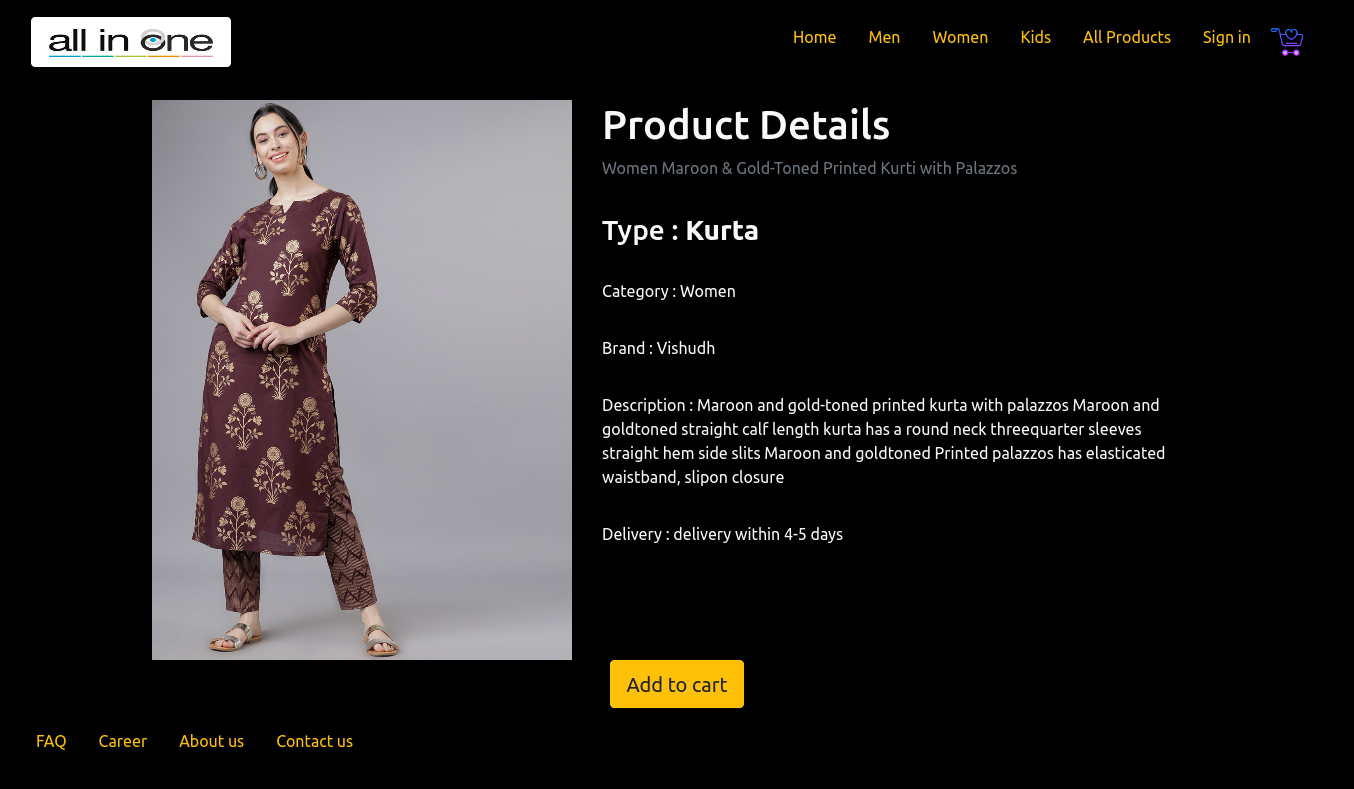 all in one
Home Men Women Kids All Products Sign in
Product Details
Women Maroon & Gold-Toned Printed Kurti with Palazzos
Type : Kurta
Category : Women
Brand : Vishudh
Description : Maroon and gold-toned printed kurta with palazzos Maroon and
goldtoned straight calf length kurta has a round neck threequarter sleeves
straight hem side slits Maroon and goldtoned Printed palazzos has elasticated
waistband, slipon closure
Delivery : delivery within 4-5 days
Add to cart
FAQ Career About us Contact us